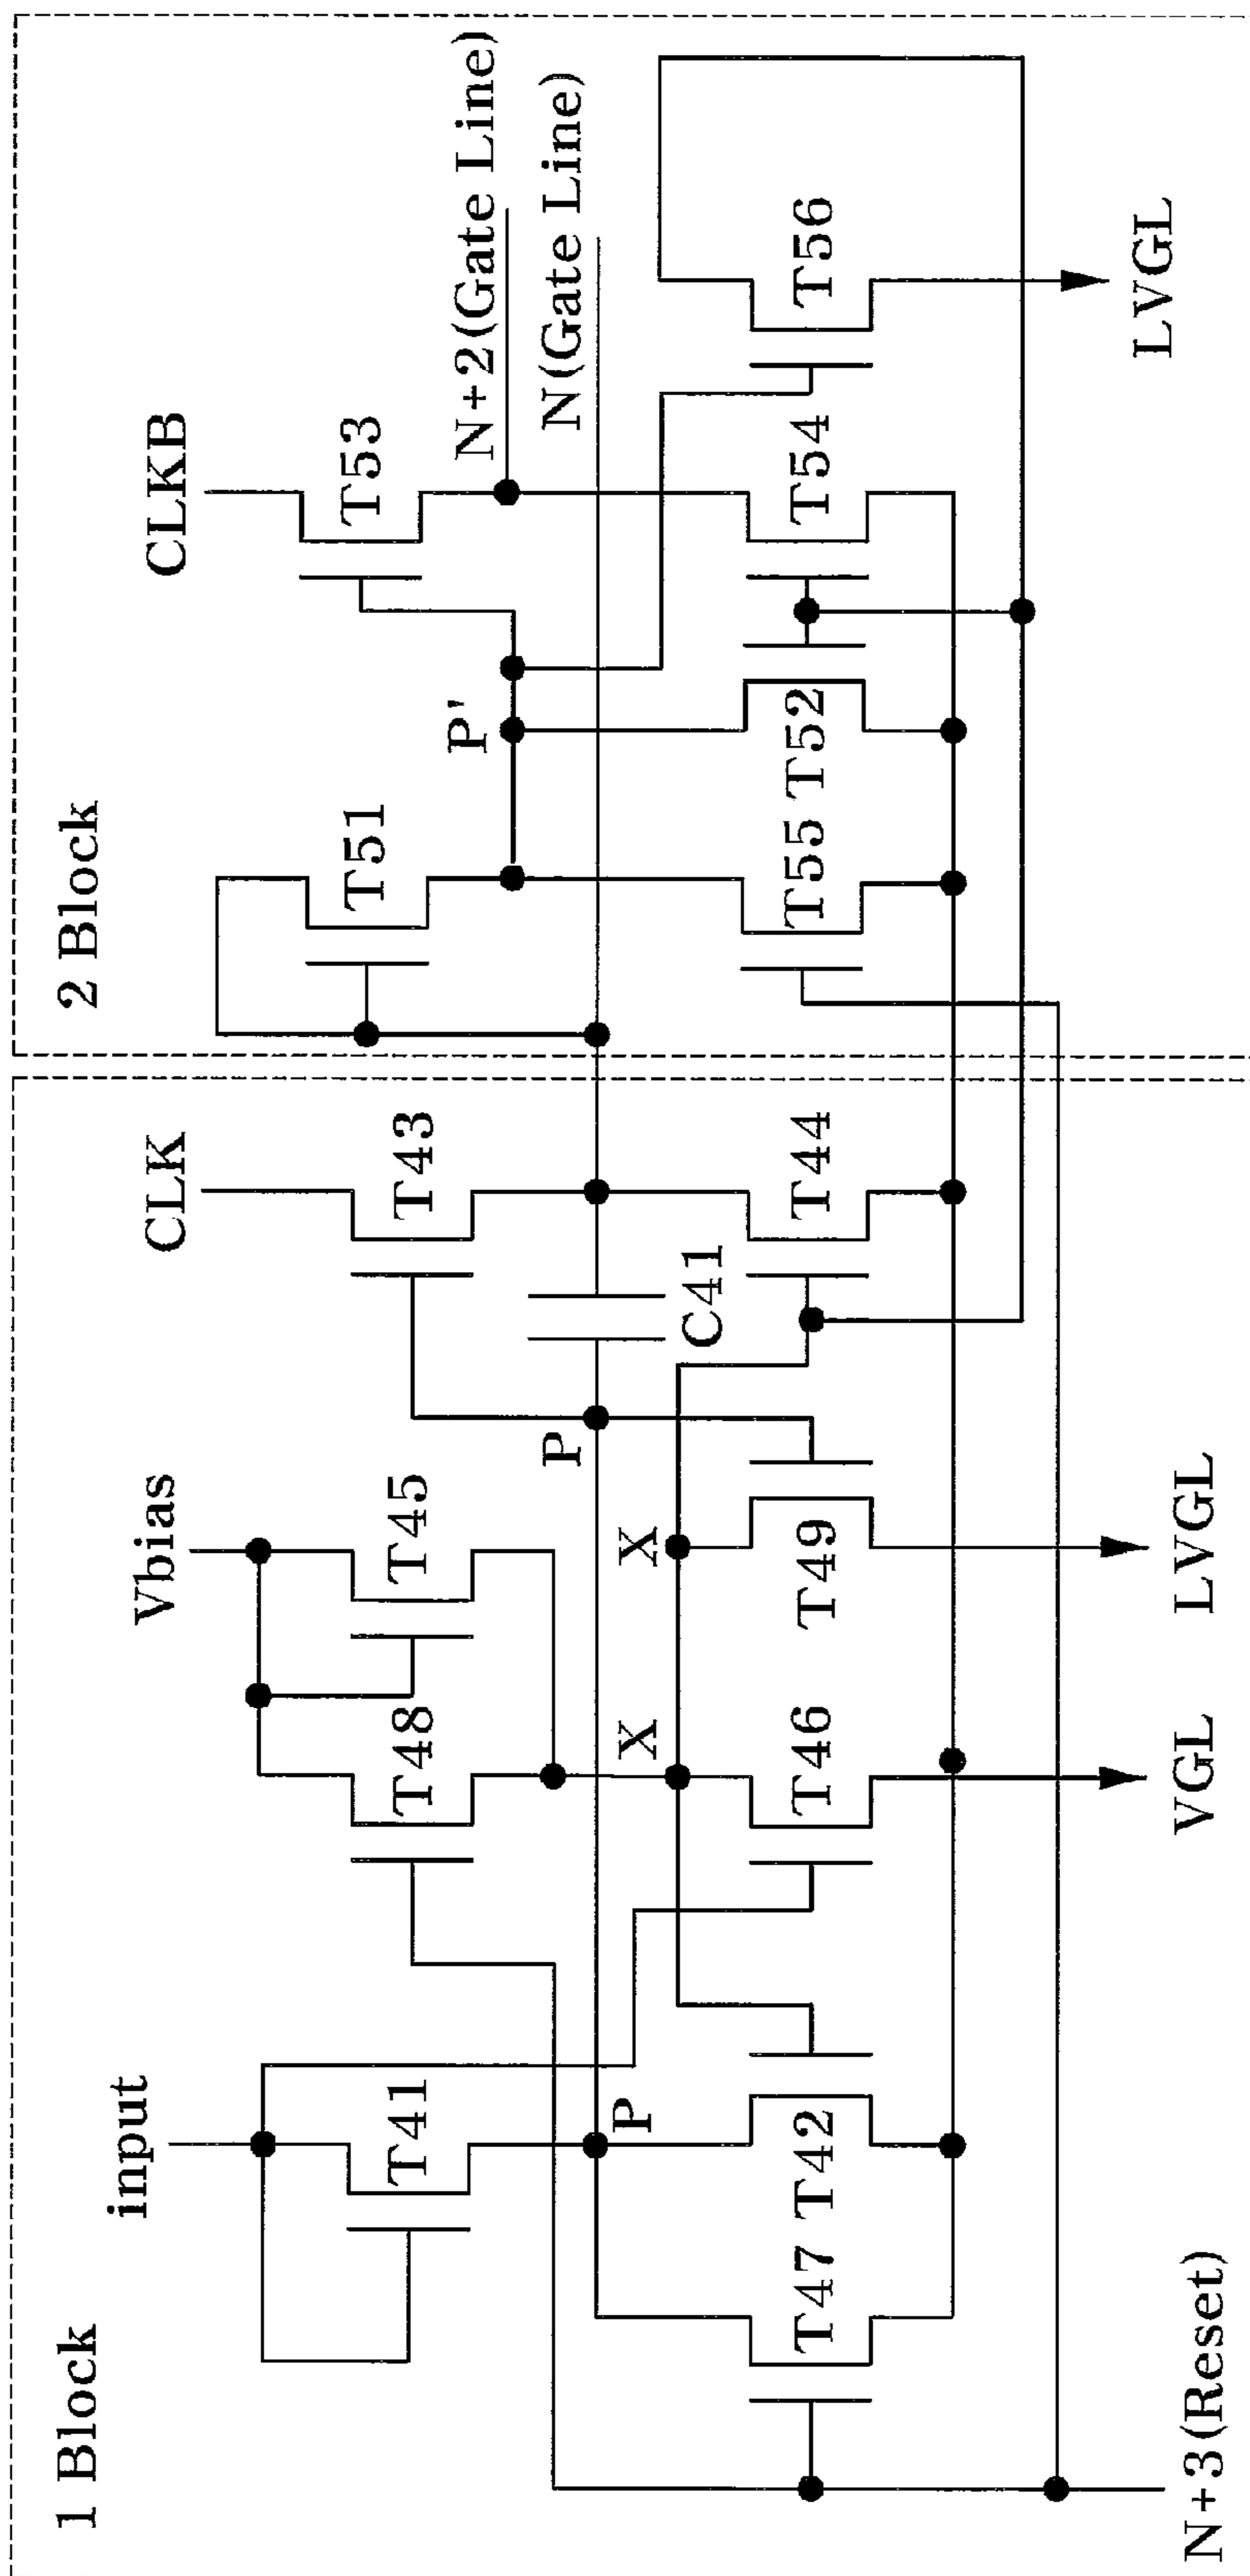 1 Block
2 Block
input
Vbias
CLK
CLKB
T41
T48
T45
T43
T51
T53
N+2(Gate Line)
N(Gate Line)
P'
P
P
X
X
C41
T47
T42
T46
T49
T44
T55
T52
T54
T56
N+3(Reset)
VGL
LVGL
LVGL